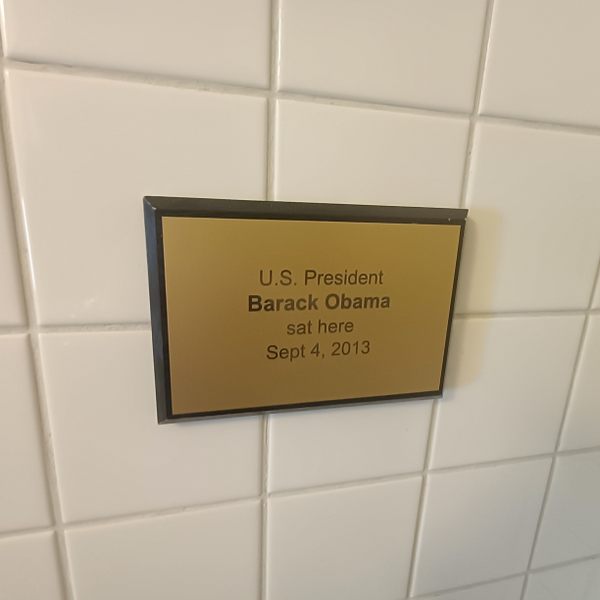 U.S. President
Barack Obama
sat here
Sept 4, 2013